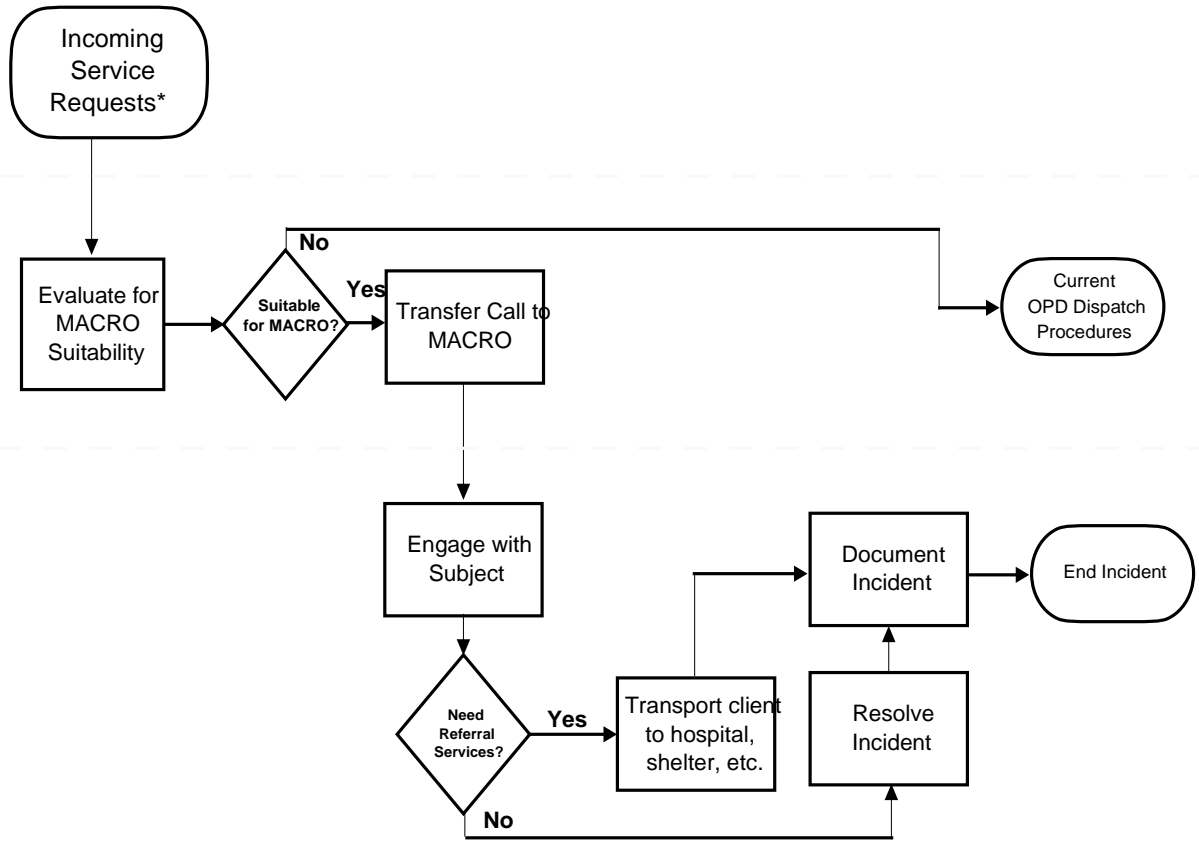 Incoming
Service
Requests*
No
Evaluate for
MACRO
Suitability
Suitable
for MACRO?
Yes
Transfer Call to
MACRO
Current
OPD Dispatch
Procedures
Engage with
Subject
Document
Incident
End Incident
Need
Referral
Services?
Yes
Transport client
to hospital,
shelter, etc.
Resolve
Incident
No